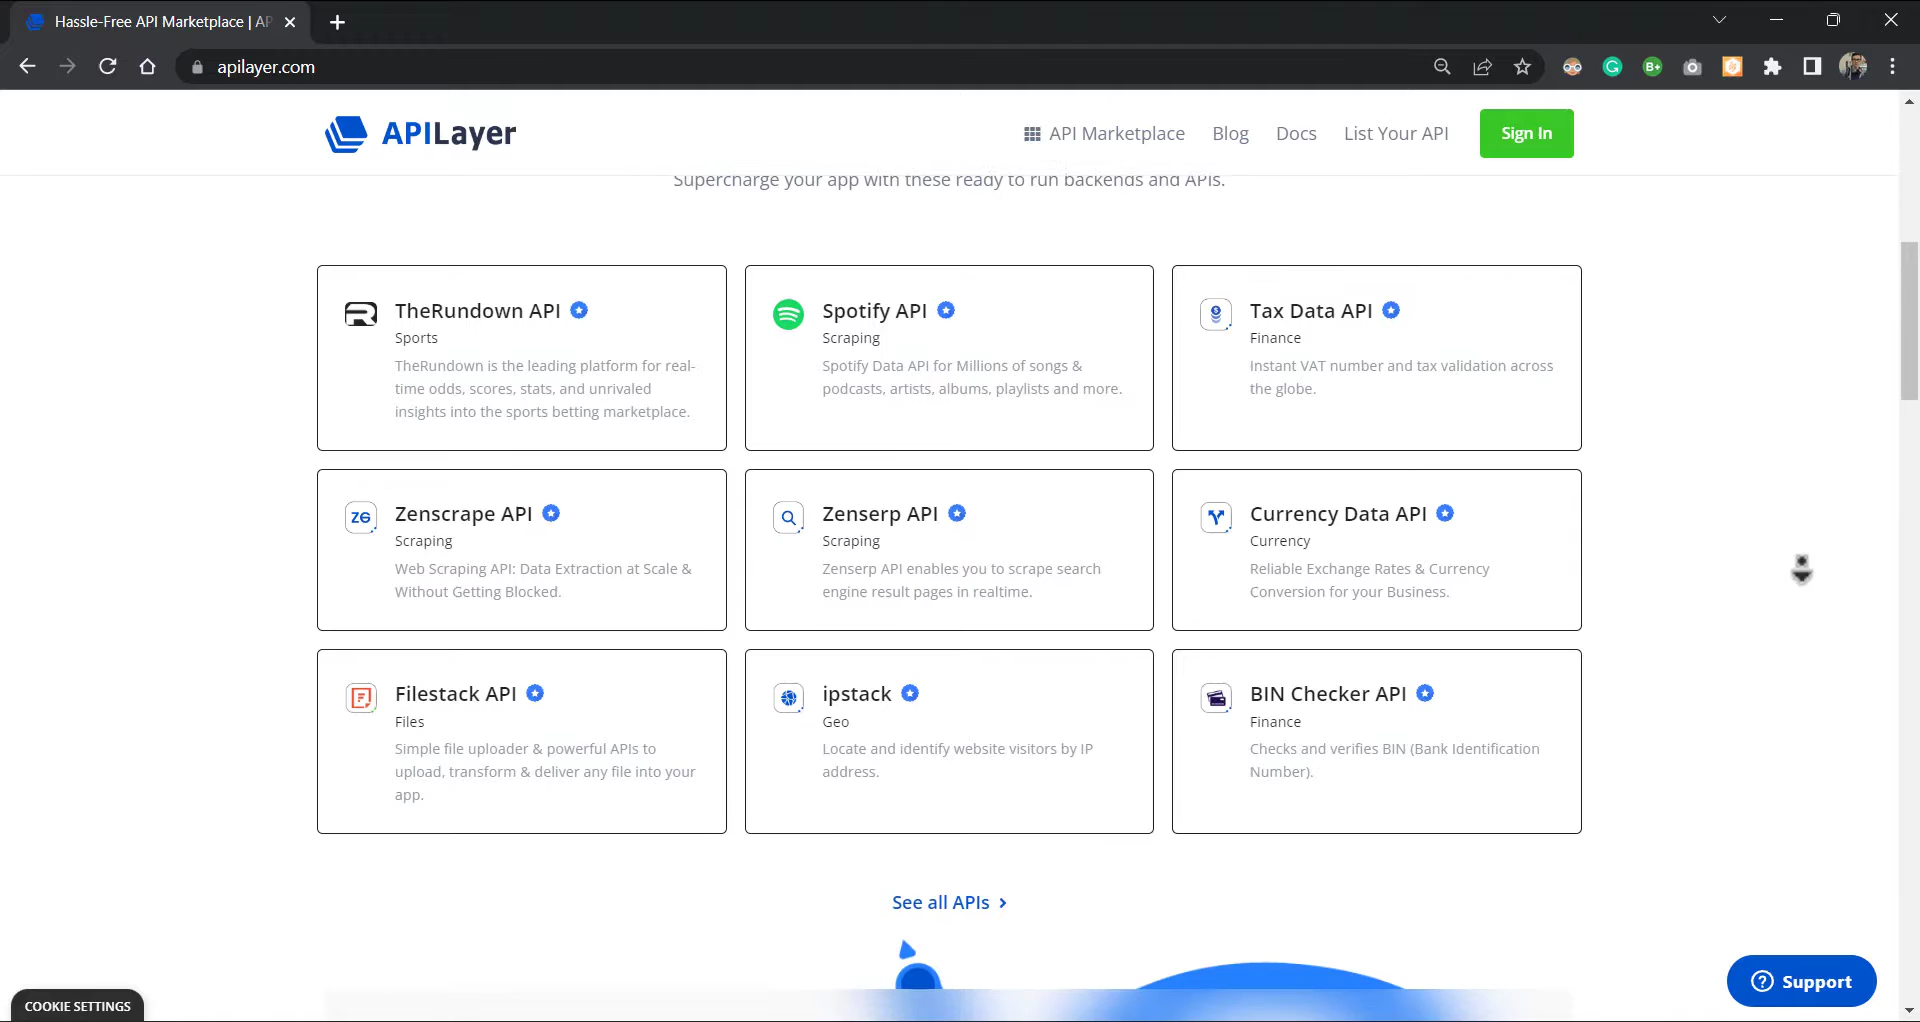 Hassle-Free API Marketplace | AP
apilayer.com
APILayer
API Marketplace
Blog
Docs
List Your API
Sign In
Supercharge your app with these ready to run backends and APIs.
TheRundown API
Sports
TheRundown is the leading platform for real-
time odds, scores, stats, and unrivaled
insights into the sports betting marketplace.
Spotify API
Scraping
Spotify Data API for Millions of songs &
podcasts, artists, albums, playlists and more.
Tax Data API
Finance
Instant VAT number and tax validation across
the globe.
ZG
Zenscrape API
Scraping
Web Scraping API: Data Extraction at Scale &
Without Getting Blocked.
Zenserp API
Scraping
Zenserp API enables you to scrape search
engine result pages in realtime.
Currency Data API
Currency
Reliable Exchange Rates & Currency
Conversion for your Business.
Filestack API
Files
Simple file uploader & powerful APIs to
upload, transform & deliver any file into your
app.
ipstack
Geo
Locate and identify website visitors by IP
address.
BIN Checker API
Finance
Checks and verifies BIN (Bank Identification
Number).
See all APIs
Support
COOKIE SETTINGS